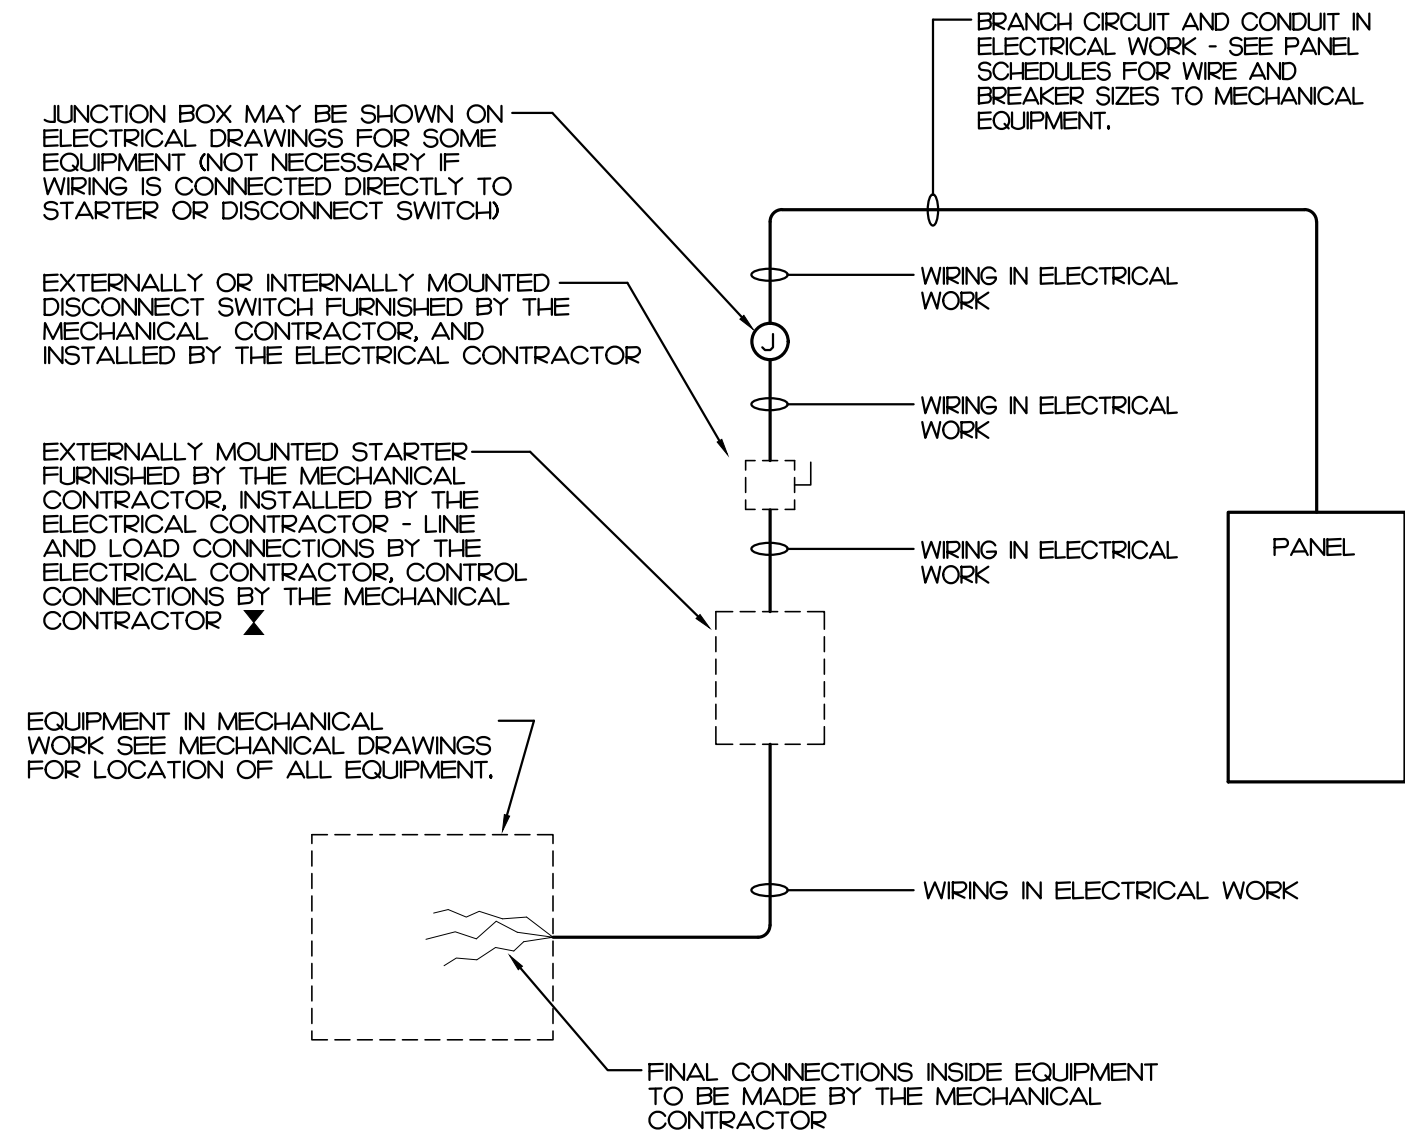 BRANCH CIRCUIT AND CONDUIT IN
ELECTRICAL WORK - SEE PANEL
SCHEDULES FOR WIRE AND
BREAKER SIZES TO MECHANICAL
EQUIPMENT.
JUNCTION BOX MAY BE SHOWN ON
ELECTRICAL DRAWINGS FOR SOME
EQUIPMENT (NOT NECESSARY IF
WIRING IS CONNECTED DIRECTLY TO
STARTER OR DISCONNECT SWITCH)
EXTERNALLY OR INTERNALLY MOUNTED
DISCONNECT SWITCH FURNISHED BY THE
MECHANICAL CONTRACTOR, AND
INSTALLED BY THE ELECTRICAL CONTRACTOR
WIRING IN ELECTRICAL
WORK
J
WIRING IN ELECTRICAL
WORK
EXTERNALLY MOUNTED STARTER
FURNISHED BY THE MECHANICAL
CONTRACTOR, INSTALLED BY THE
ELECTRICAL CONTRACTOR - LINE
AND LOAD CONNECTIONS BY THE
ELECTRICAL CONTRACTOR, CONTROL
CONNECTIONS BY THE MECHANICAL
CONTRACTOR
WIRING IN ELECTRICAL
WORK
PANEL
EQUIPMENT IN MECHANICAL
WORK SEE MECHANICAL DRAWINGS
FOR LOCATION OF ALL EQUIPMENT.
WIRING IN ELECTRICAL WORK
FINAL CONNECTIONS INSIDE EQUIPMENT
TO BE MADE BY THE MECHANICAL
CONTRACTOR